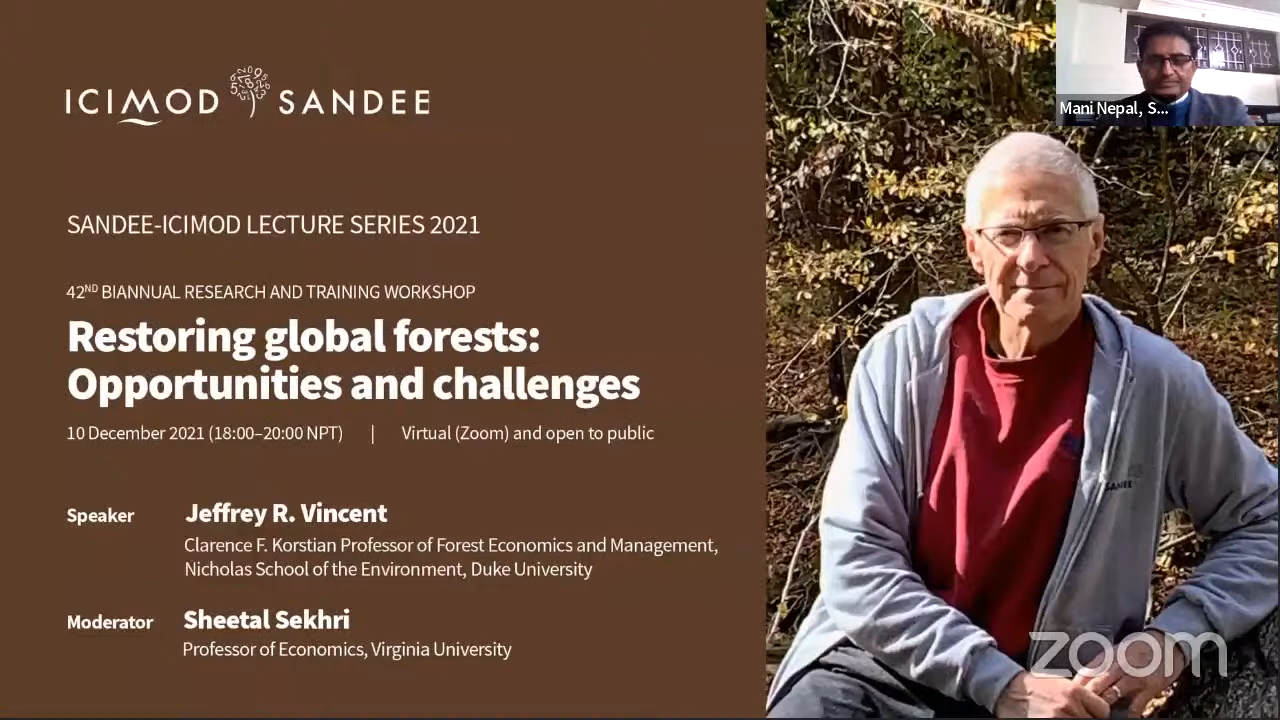 ICIMOD SANDEE
Mani Nepal, S...
SANDEE-ICIMOD LECTURE SERIES 2021
42ND BIANNUAL RESEARCH AND TRAINING WORKSHOP
Restoring global forests:
Opportunities and challenges
10 December 2021 (18:00–20:00 NPT) | Virtual (Zoom) and open to public
Speaker Jeffrey R. Vincent
Clarence F. Korstian Professor of Forest Economics and Management,
Nicholas School of the Environment, Duke University
Moderator Sheetal Sekhri
Professor of Economics, Virginia University
SANDEE
zoom